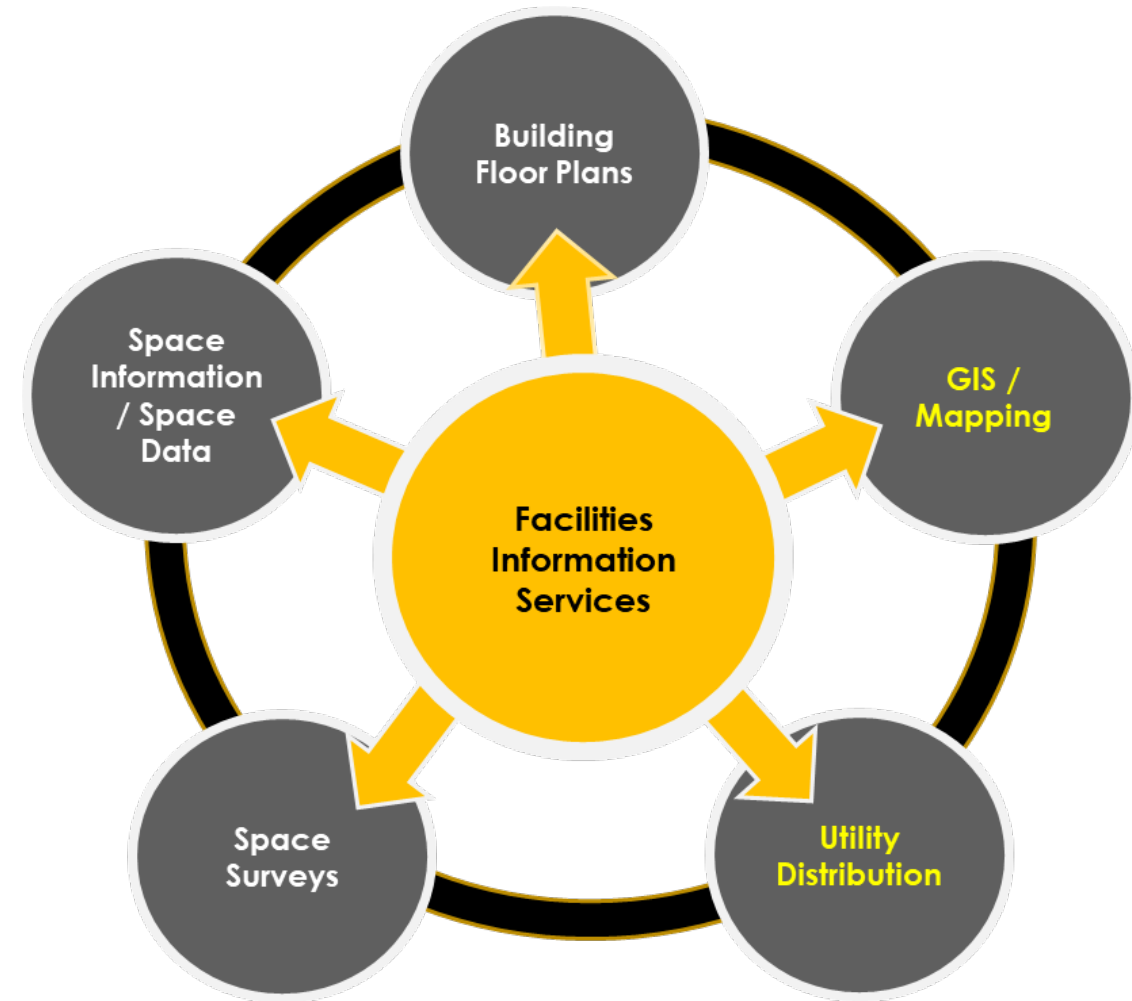 Building
Floor Plans
Space
Information
/ Space
Data
GIS /
Mapping
Facilities
Information
Services
Space
Surveys
Utility
Distribution